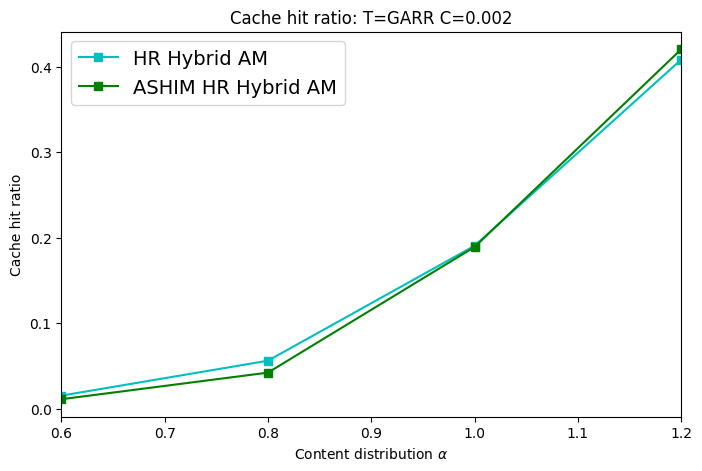 Cache hit ratio: T=GARR C=0.002
HR Hybrid AM
ASHIM HR Hybrid AM
Cache hit ratio
0.4
0.3
0.2
0.1
0.0
0.6 0.7 0.8 0.9 1.0 1.1 1.2
Content distribution α